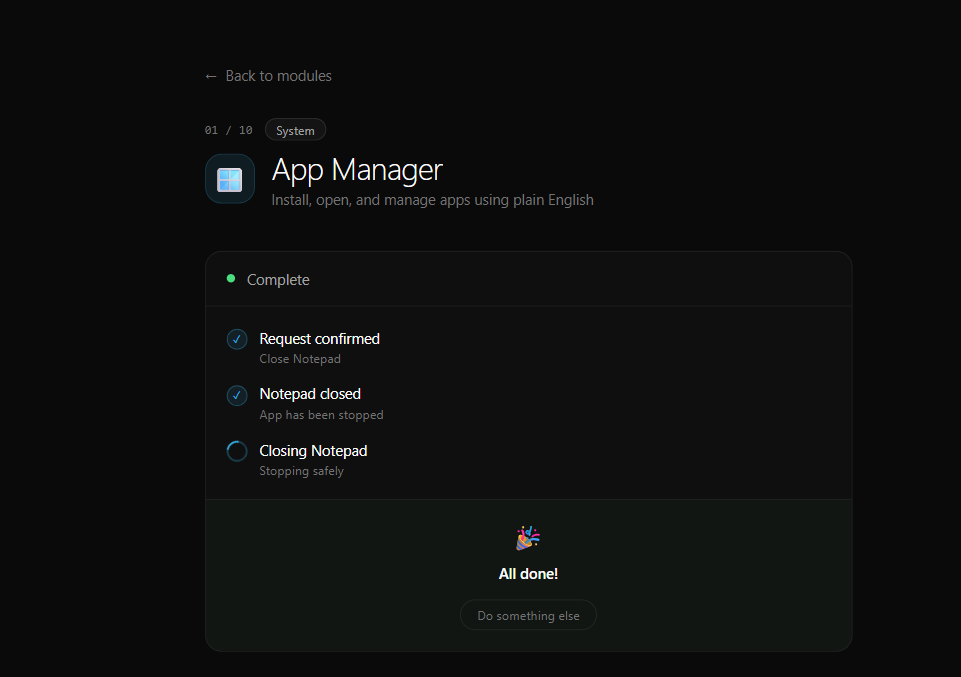 ← Back to modules
01 / 10 System
App Manager
Install, open, and manage apps using plain English
Complete
Request confirmed
Close Notepad
Notepad closed
App has been stopped
Closing Notepad
Stopping safely
All done!
Do something else